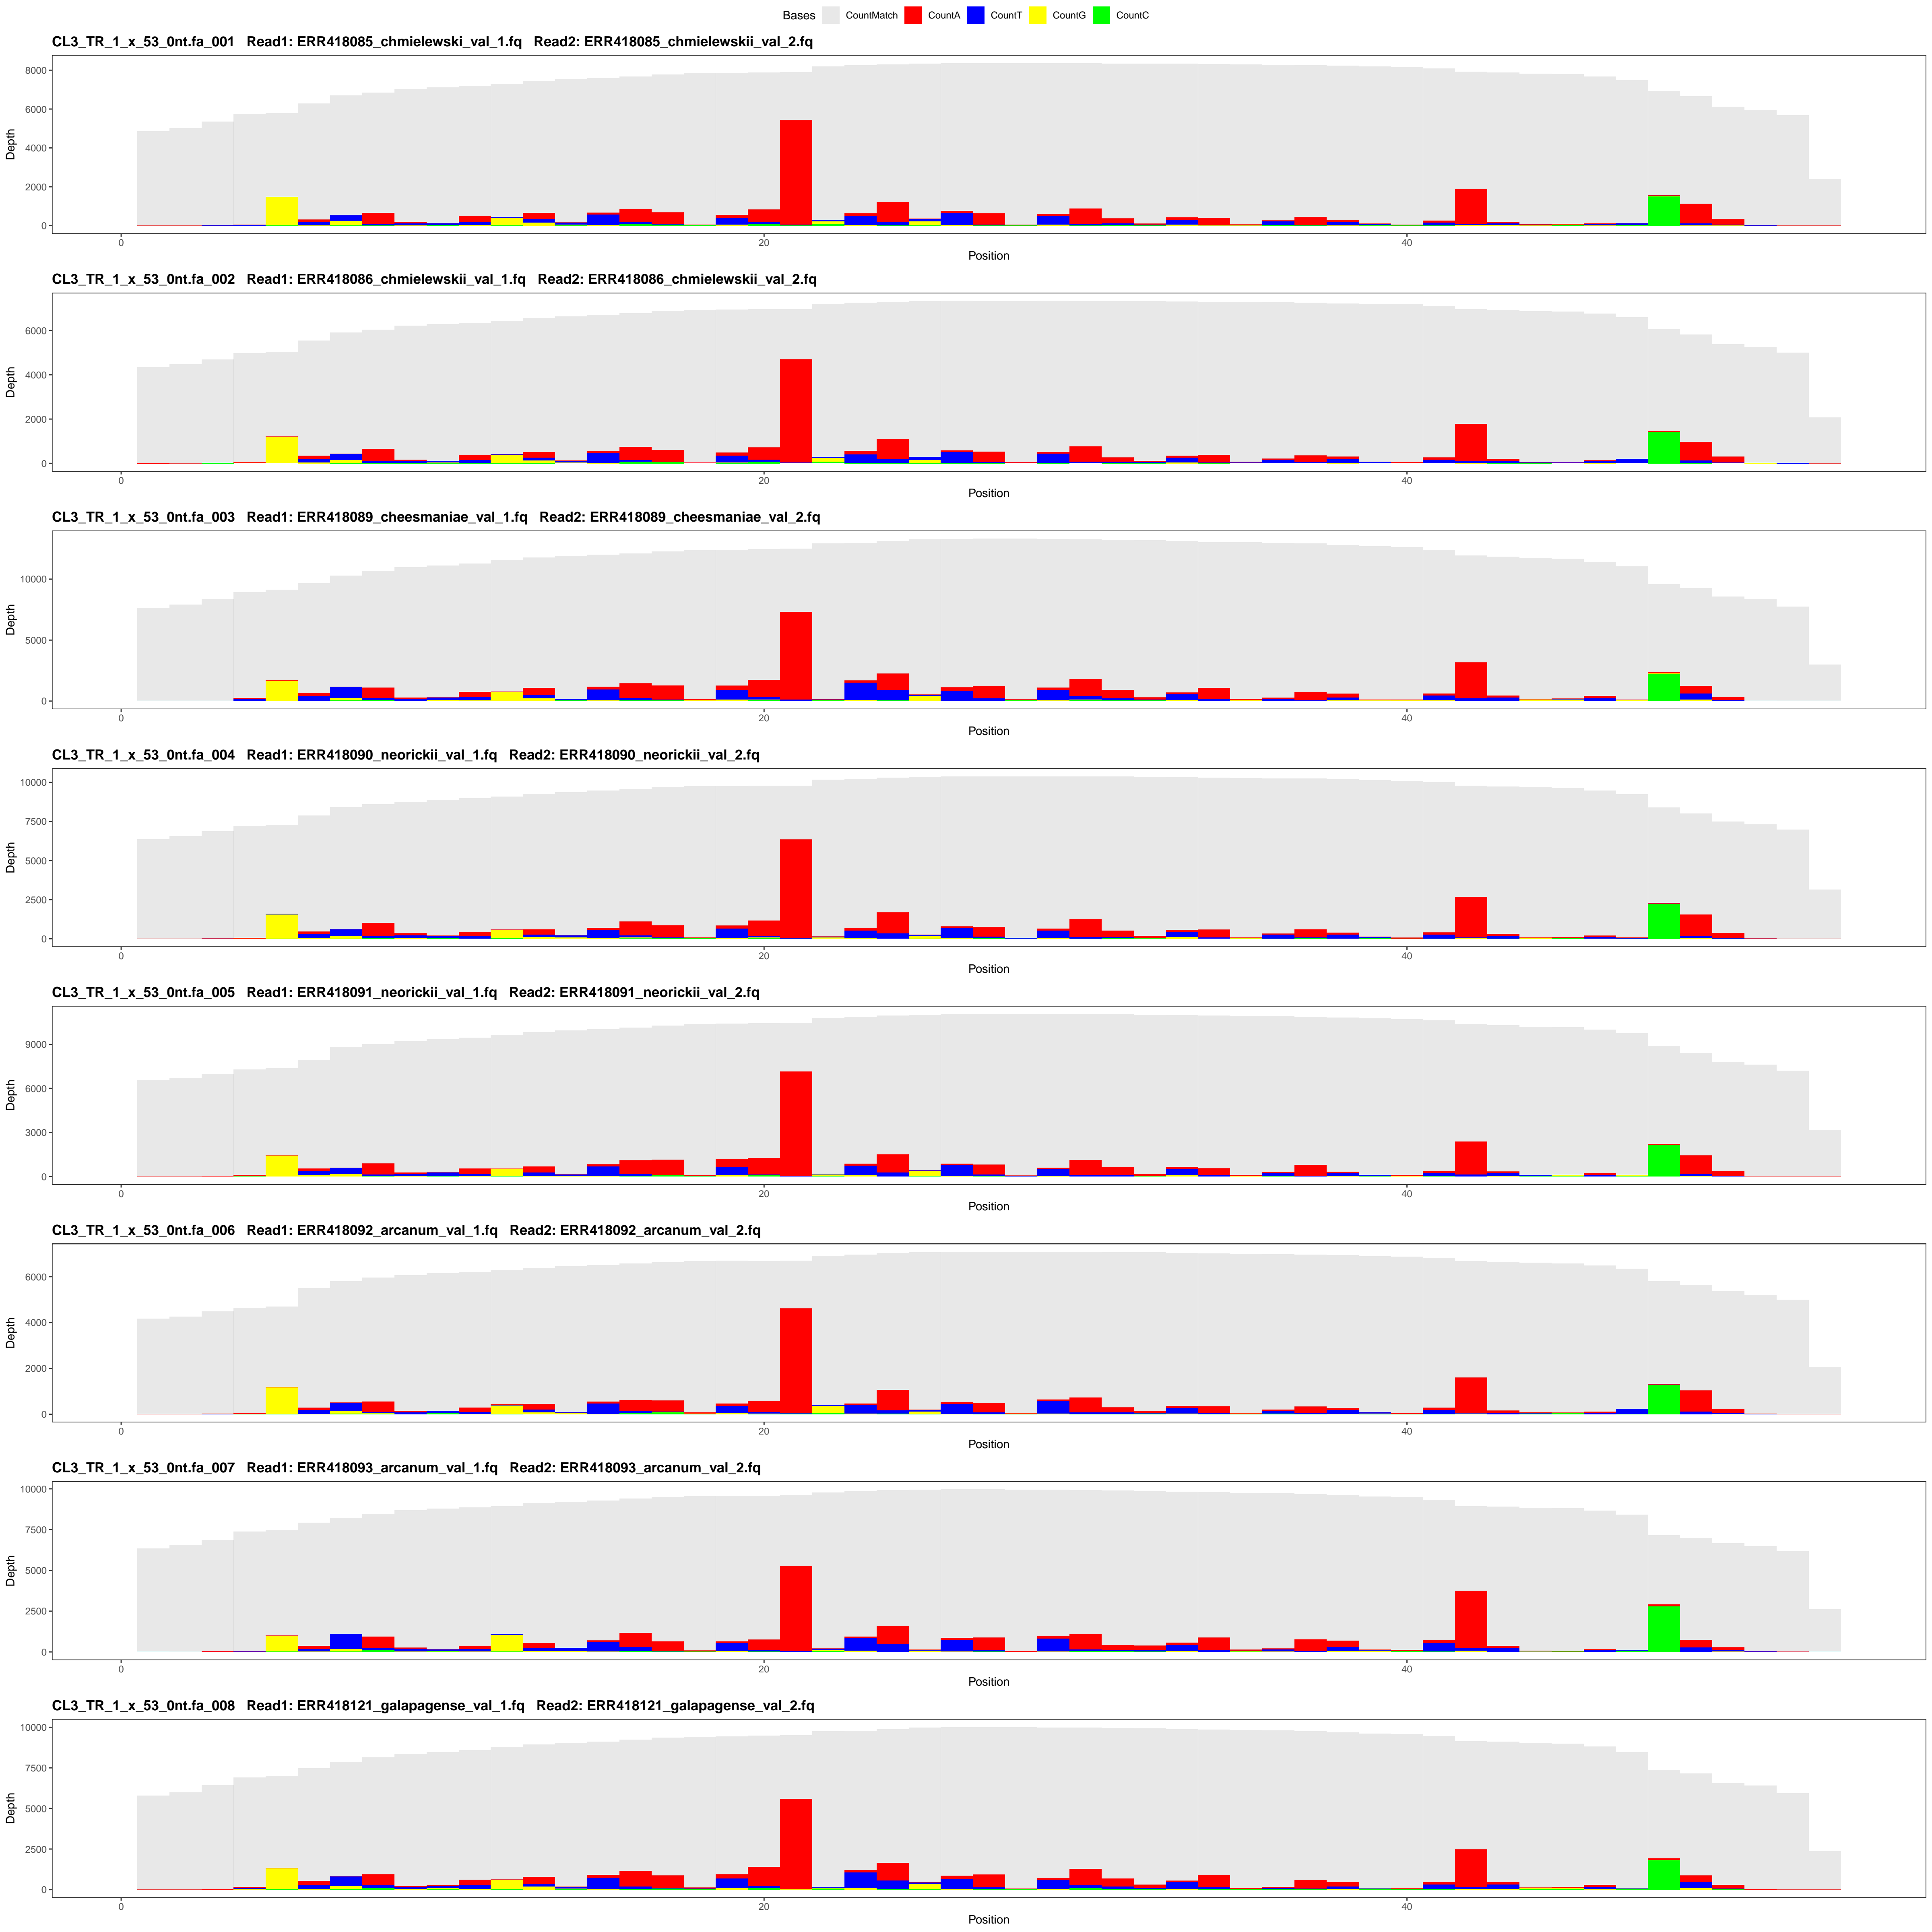 Bases CountMatch CountA CountT CountG CountC
CL3_TR_1_x_53_0nt.fa_001 Read1: ERR418085_chmielewski_val_1.fq Read2: ERR418085_chmielewskii_val_2.fq
8000
6000
4000
2000
0
Depth
0 20 40
Position
CL3_TR_1_x_53_0nt.fa_002 Read1: ERR418086_chmielewskii_val_1.fq Read2: ERR418086_chmielewskii_val_2.fq
6000
4000
2000
0
Depth
0 20 40
Position
CL3_TR_1_x_53_0nt.fa_003 Read1: ERR418089_cheesmaniae_val_1.fq Read2: ERR418089_cheesmaniae_val_2.fq
10000
5000
0
Depth
0 20 40
Position
CL3_TR_1_x_53_0nt.fa_004 Read1: ERR418090_neorickii_val_1.fq Read2: ERR418090_neorickii_val_2.fq
10000
7500
5000
2500
0
Depth
0 20 40
Position
CL3_TR_1_x_53_0nt.fa_005 Read1: ERR418091_neorickii_val_1.fq Read2: ERR418091_neorickii_val_2.fq
9000
6000
3000
0
Depth
0 20 40
Position
CL3_TR_1_x_53_0nt.fa_006 Read1: ERR418092_arcanum_val_1.fq Read2: ERR418092_arcanum_val_2.fq
6000
4000
2000
0
Depth
0 20 40
Position
CL3_TR_1_x_53_0nt.fa_007 Read1: ERR418093_arcanum_val_1.fq Read2: ERR418093_arcanum_val_2.fq
10000
7500
5000
2500
0
Depth
0 20 40
Position
CL3_TR_1_x_53_0nt.fa_008 Read1: ERR418121_galapagense_val_1.fq Read2: ERR418121_galapagense_val_2.fq
10000
7500
5000
2500
0
Depth
0 20 40
Position